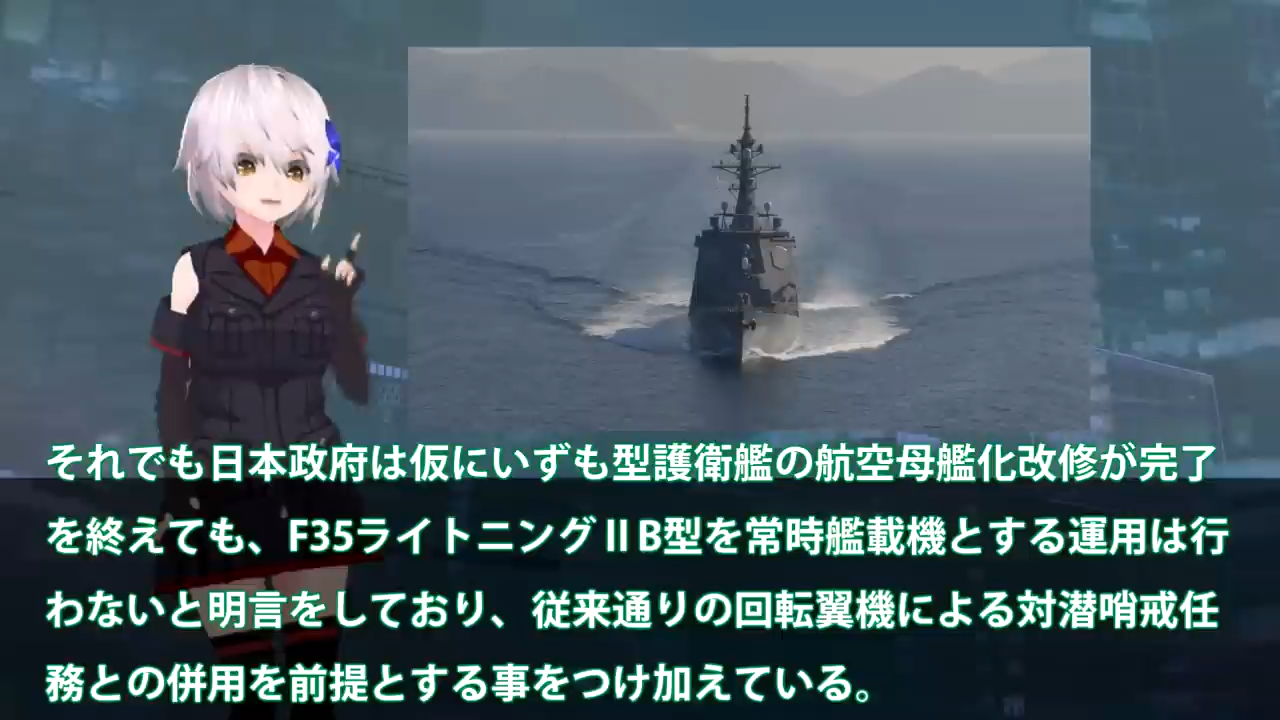 それでも日本政府は仮にいずも型護衛艦の航空母艦化改修が完了
を終えても、F35ライトニングⅡB型を常時艦載機とする運用は行
わないと明言をしており、従来通りの回転翼機による対潜哨戒任
務との併用を前提とする事をつけ加えている。